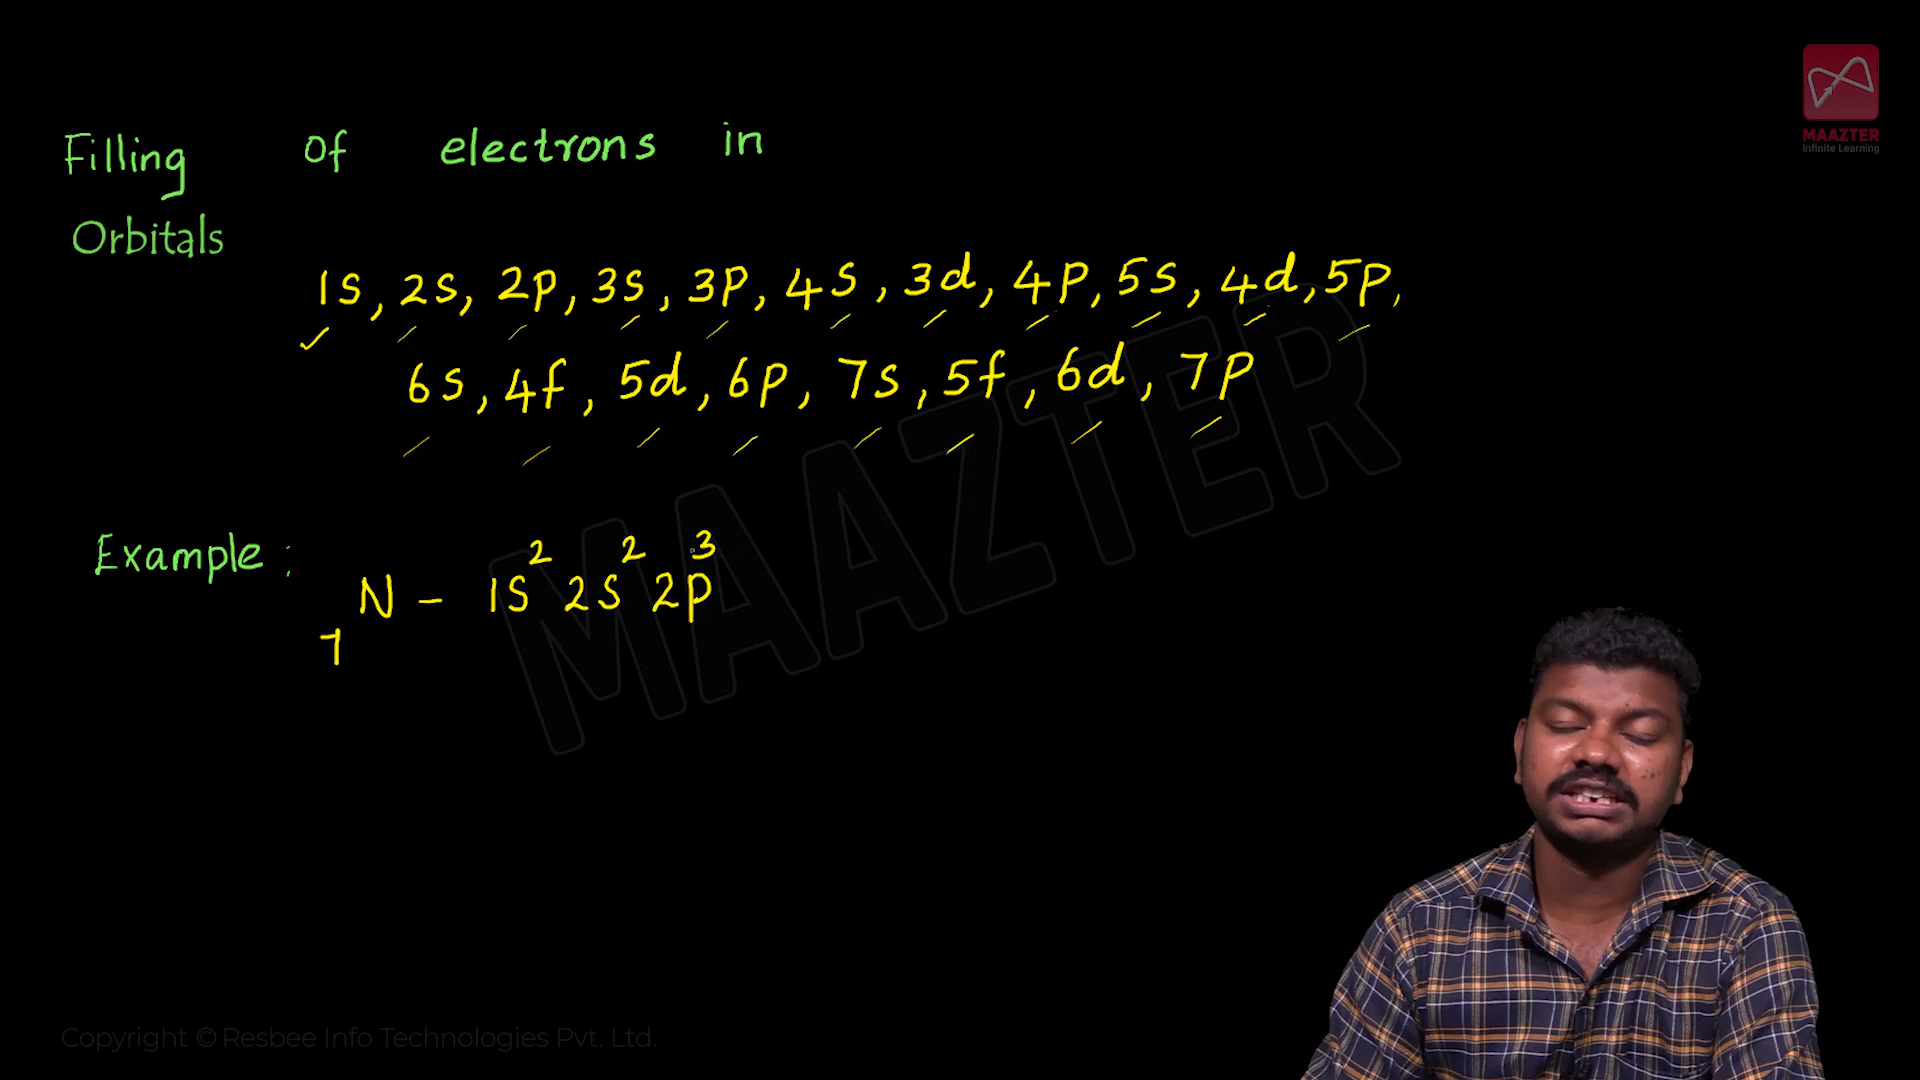 MAAZTER
Infinite Learning
Filling Of electrons in
Orbitals
1s, 2s, 2p, 3s, 3p, 4s, 3d, 4p, 5s, 4d, 5p,
6s, 4f, 5d, 6p, 7s, 5f, 6d, 7p
Example:
₇N - 1S² 2S² 2p³
MAAZTER
Copyright © Resbee Info Technologies Pvt. Ltd.